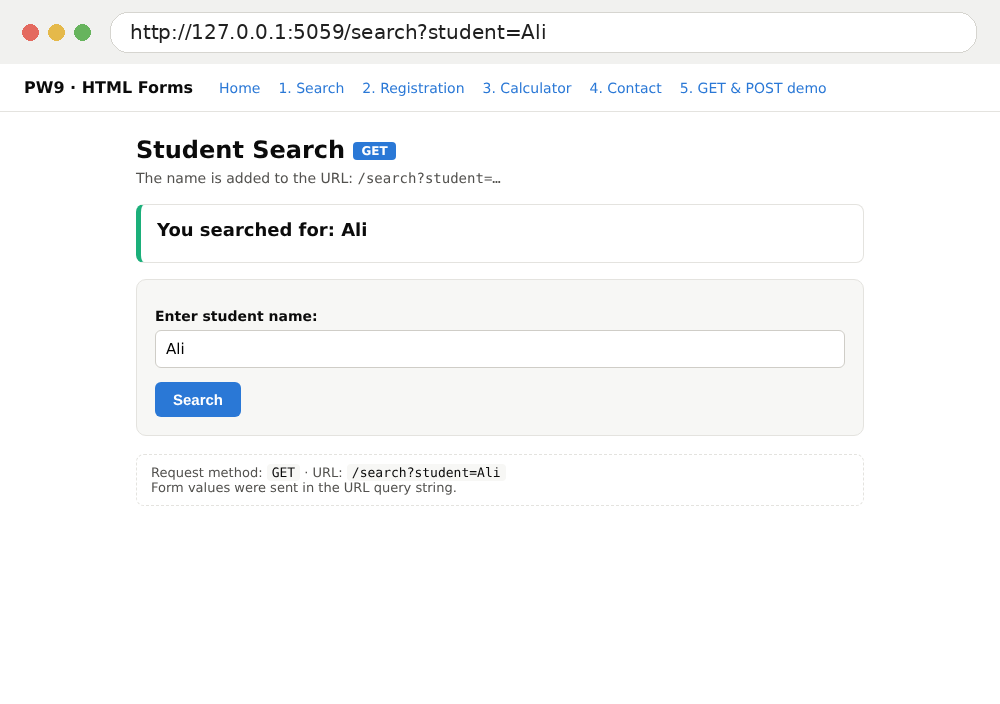 http://127.0.0.1:5059/search?student=Ali
PW9 · HTML Forms Home 1. Search 2. Registration 3. Calculator 4. Contact 5. GET & POST demo
Student Search GET
The name is added to the URL: /search?student=…
You searched for: Ali
Enter student name:
Ali
Search
Request method: GET · URL: /search?student=Ali
Form values were sent in the URL query string.